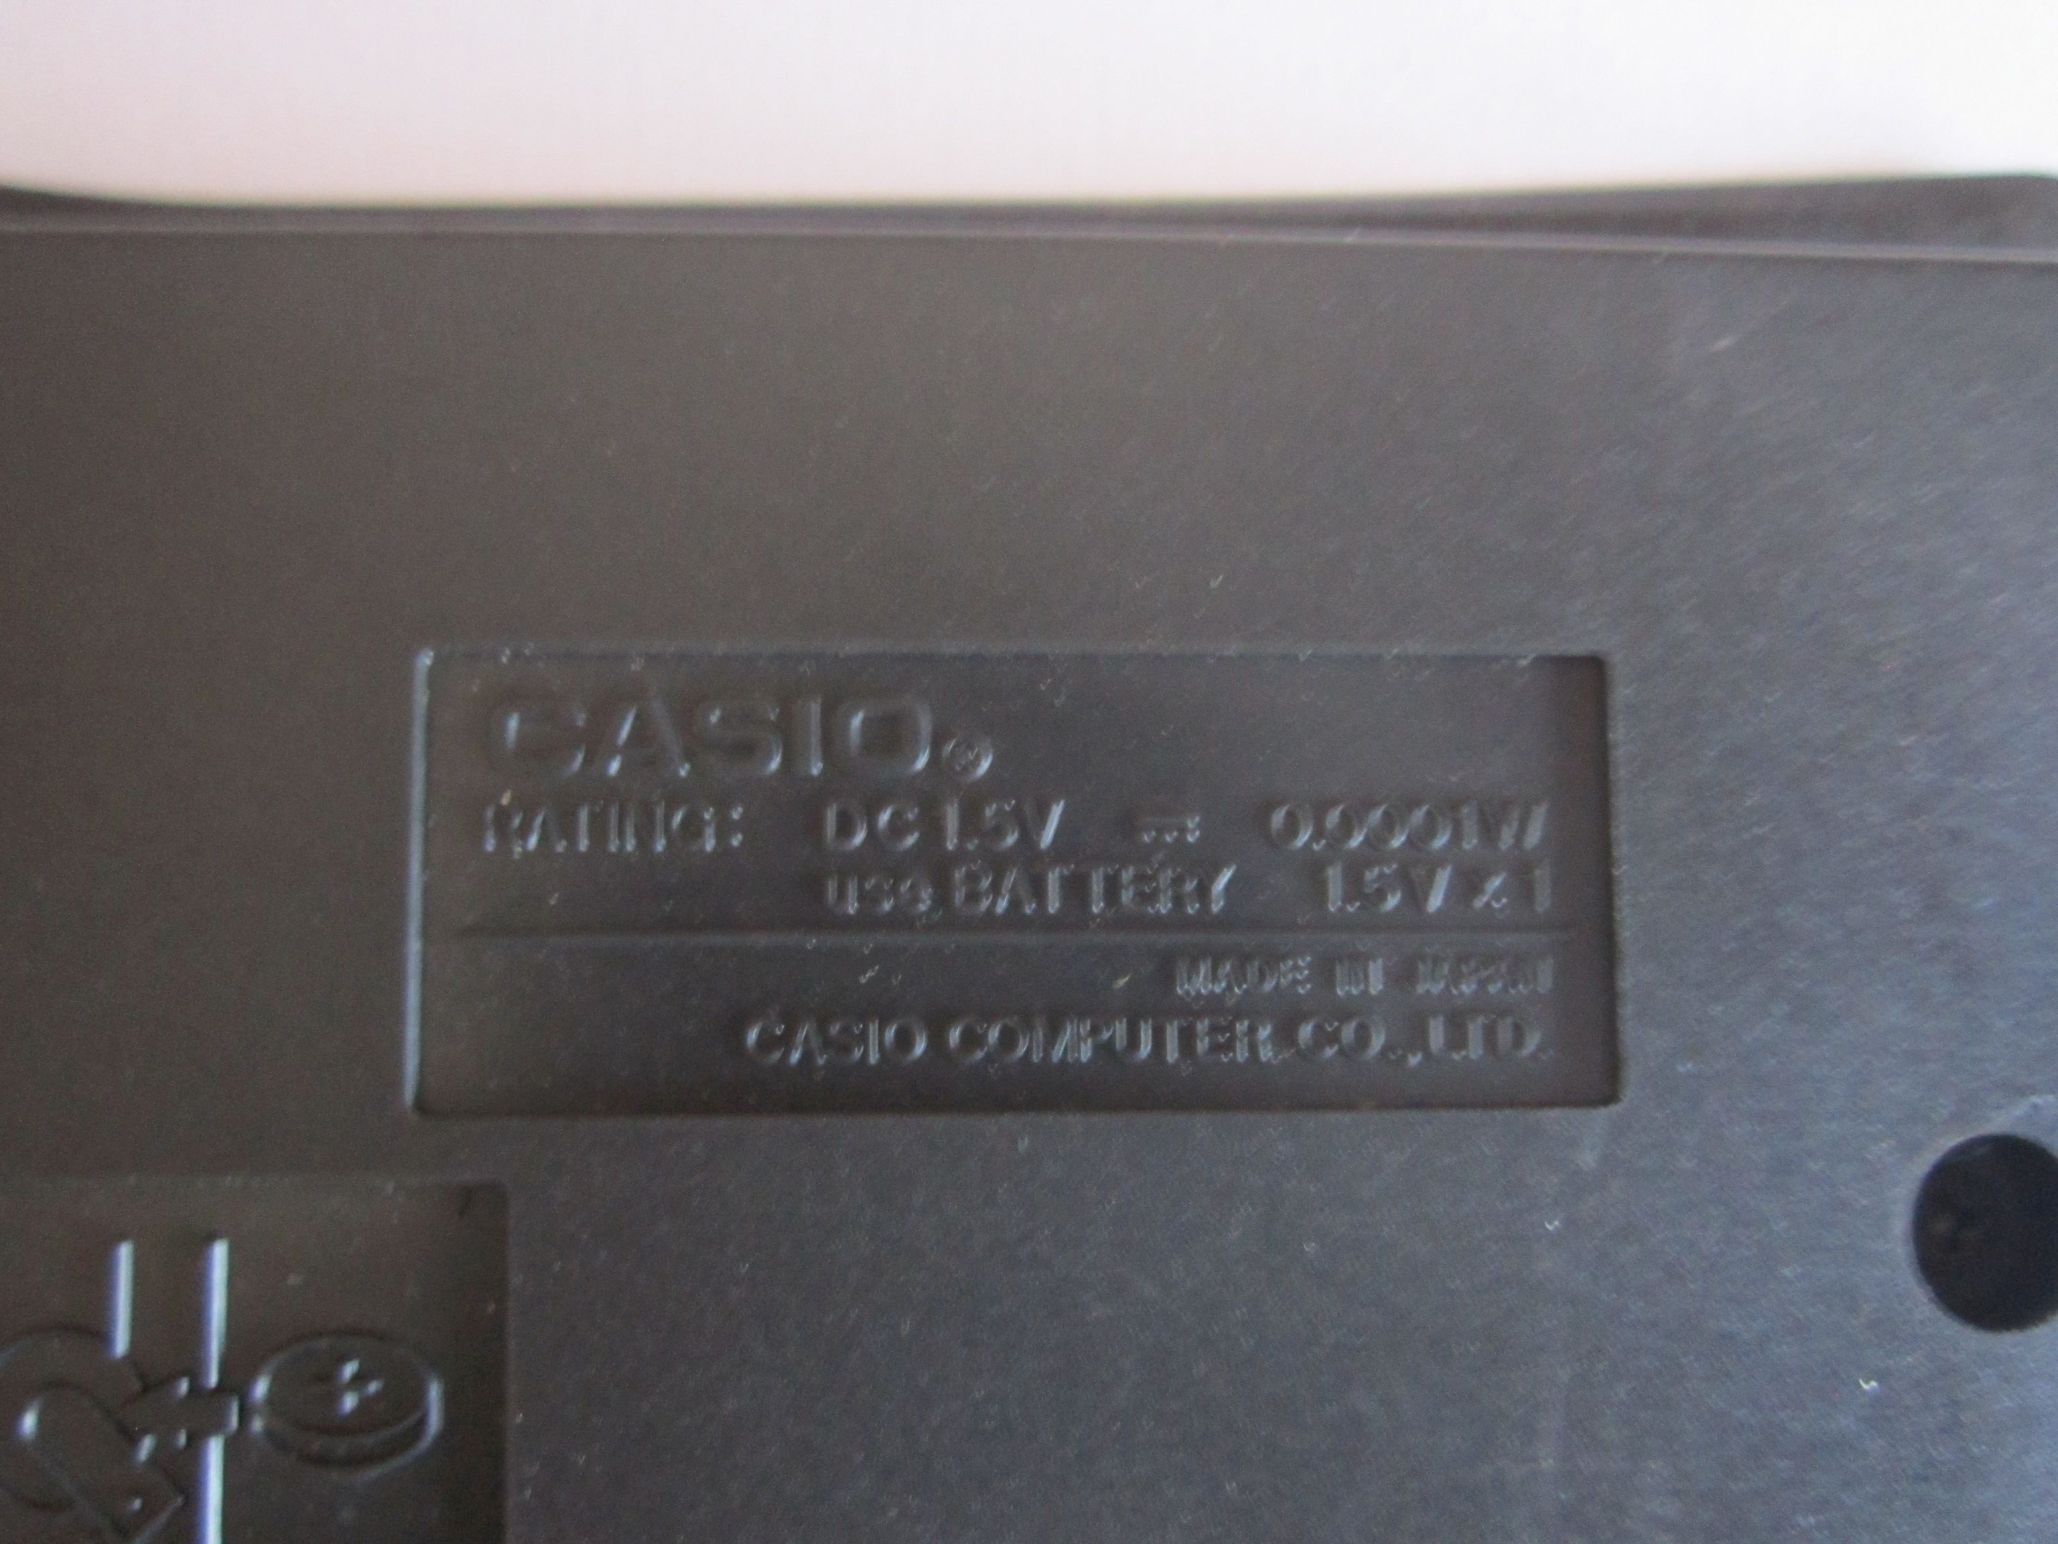 CASIO®
RATING: DC 1.5V ⎓ 0.0001W
use BATTERY 1.5V x 1
MADE IN JAPAN
CASIO COMPUTER CO.,LTD.